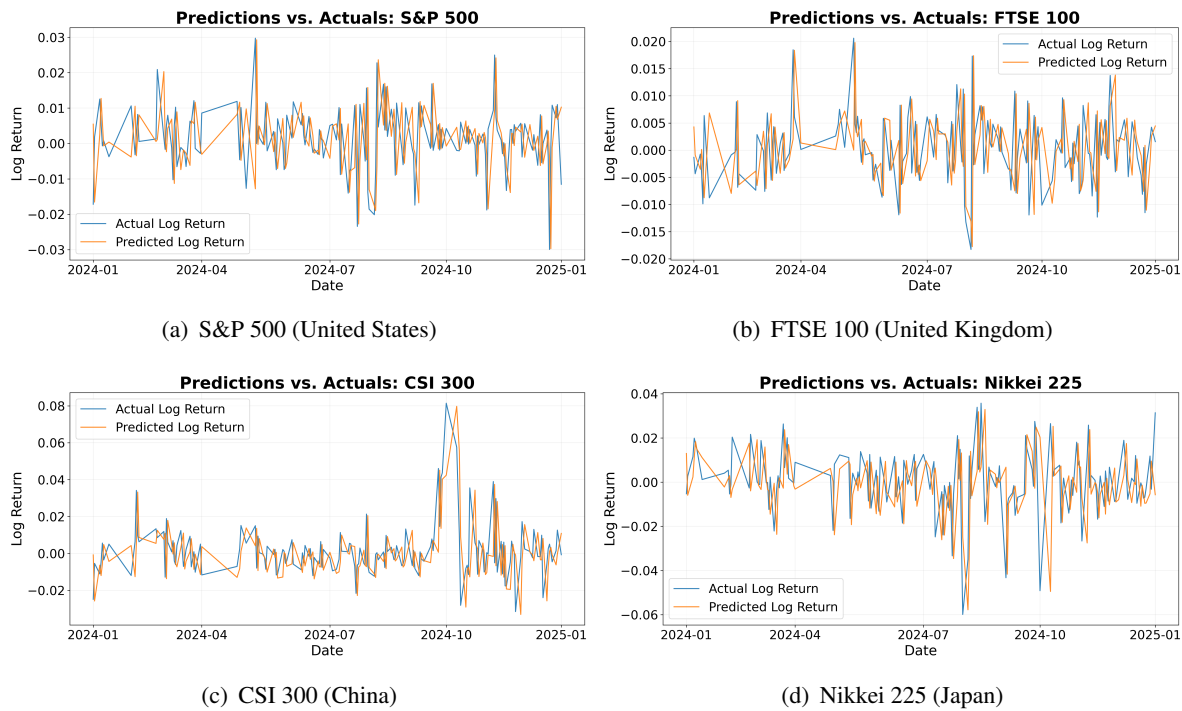 Predictions vs. Actuals: S&P 500
Log Return
0.03
0.02
0.01
0.00
−0.01
−0.02
−0.03
Actual Log Return
Predicted Log Return
2024-01
2024-04
2024-07
2024-10
2025-01
Date
(a) S&P 500 (United States)
Predictions vs. Actuals: FTSE 100
Log Return
0.020
0.015
0.010
0.005
0.000
−0.005
−0.010
−0.015
−0.020
Actual Log Return
Predicted Log Return
2024-01
2024-04
2024-07
2024-10
2025-01
Date
(b) FTSE 100 (United Kingdom)
Predictions vs. Actuals: CSI 300
Log Return
0.08
0.06
0.04
0.02
0.00
−0.02
Actual Log Return
Predicted Log Return
2024-01
2024-04
2024-07
2024-10
2025-01
Date
(c) CSI 300 (China)
Predictions vs. Actuals: Nikkei 225
Log Return
0.04
0.02
0.00
−0.02
−0.04
−0.06
Actual Log Return
Predicted Log Return
2024-01
2024-04
2024-07
2024-10
2025-01
Date
(d) Nikkei 225 (Japan)